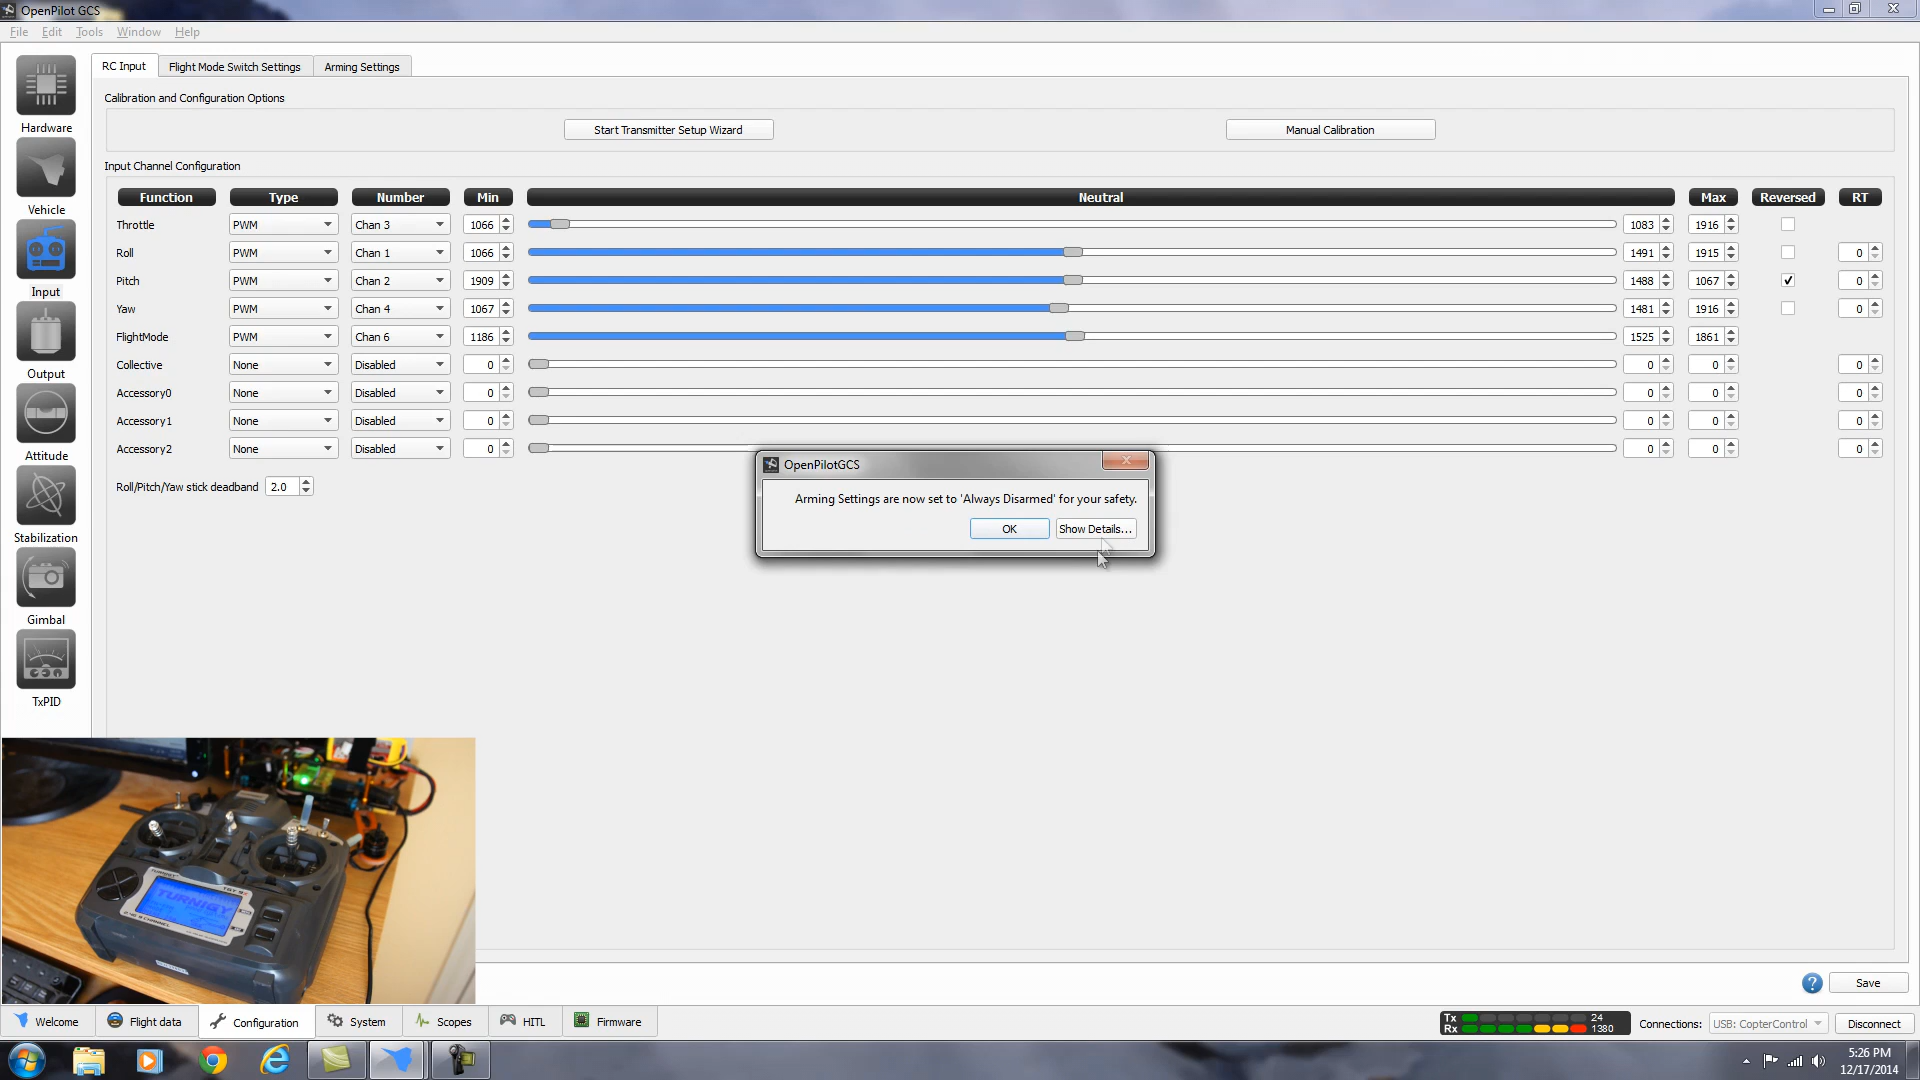 OpenPilot GCS
File Edit Tools Window Help
RC Input Flight Mode Switch Settings Arming Settings
Calibration and Configuration Options
Start Transmitter Setup Wizard Manual Calibration
Input Channel Configuration
Function Type Number Min Neutral Max Reversed RT
Throttle PWM Chan 3 1066 1083 1916
Roll PWM Chan 1 1066 1491 1915 0
Pitch PWM Chan 2 1909 1488 1067 0
Yaw PWM Chan 4 1067 1481 1916 0
FlightMode PWM Chan 6 1186 1525 1861
Collective None Disabled 0 0 0 0
Accessory0 None Disabled 0 0 0 0
Accessory1 None Disabled 0 0 0 0
Accessory2 None Disabled 0 0 0 0
Roll/Pitch/Yaw stick deadband 2.0
OpenPilotGCS
Arming Settings are now set to 'Always Disarmed' for your safety.
OK Show Details...
Hardware
Vehicle
Input
Output
Attitude
Stabilization
Gimbal
TxPID
TURNIGY
TGY 9X
TURNIGY
? Save
Welcome Flight data Configuration System Scopes HITL Firmware
Tx 24
Rx 1380
Connections: USB: CopterControl Disconnect
5:26 PM
12/17/2014